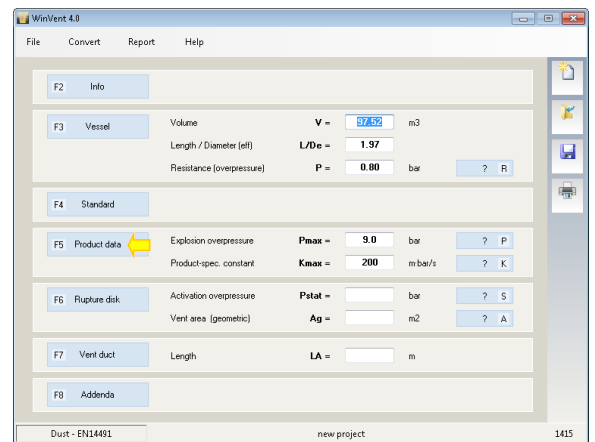 WinVent 4.0
File Convert Report Help
F2 Info
F3 Vessel Volume V = 97.52 m3
Length / Diameter (eff) L/De = 1.97
Resistance (overpressure) P = 0.80 bar ? R
F4 Standard
F5 Product data Explosion overpressure Pmax = 9.0 bar ? P
Product-spec. constant Kmax = 200 m·bar/s ? K
F6 Rupture disk Activation overpressure Pstat = bar ? S
Vent area (geometric) Ag = m2 ? A
F7 Vent duct Length LA = m
F8 Addenda
Dust - EN14491 new project 1415